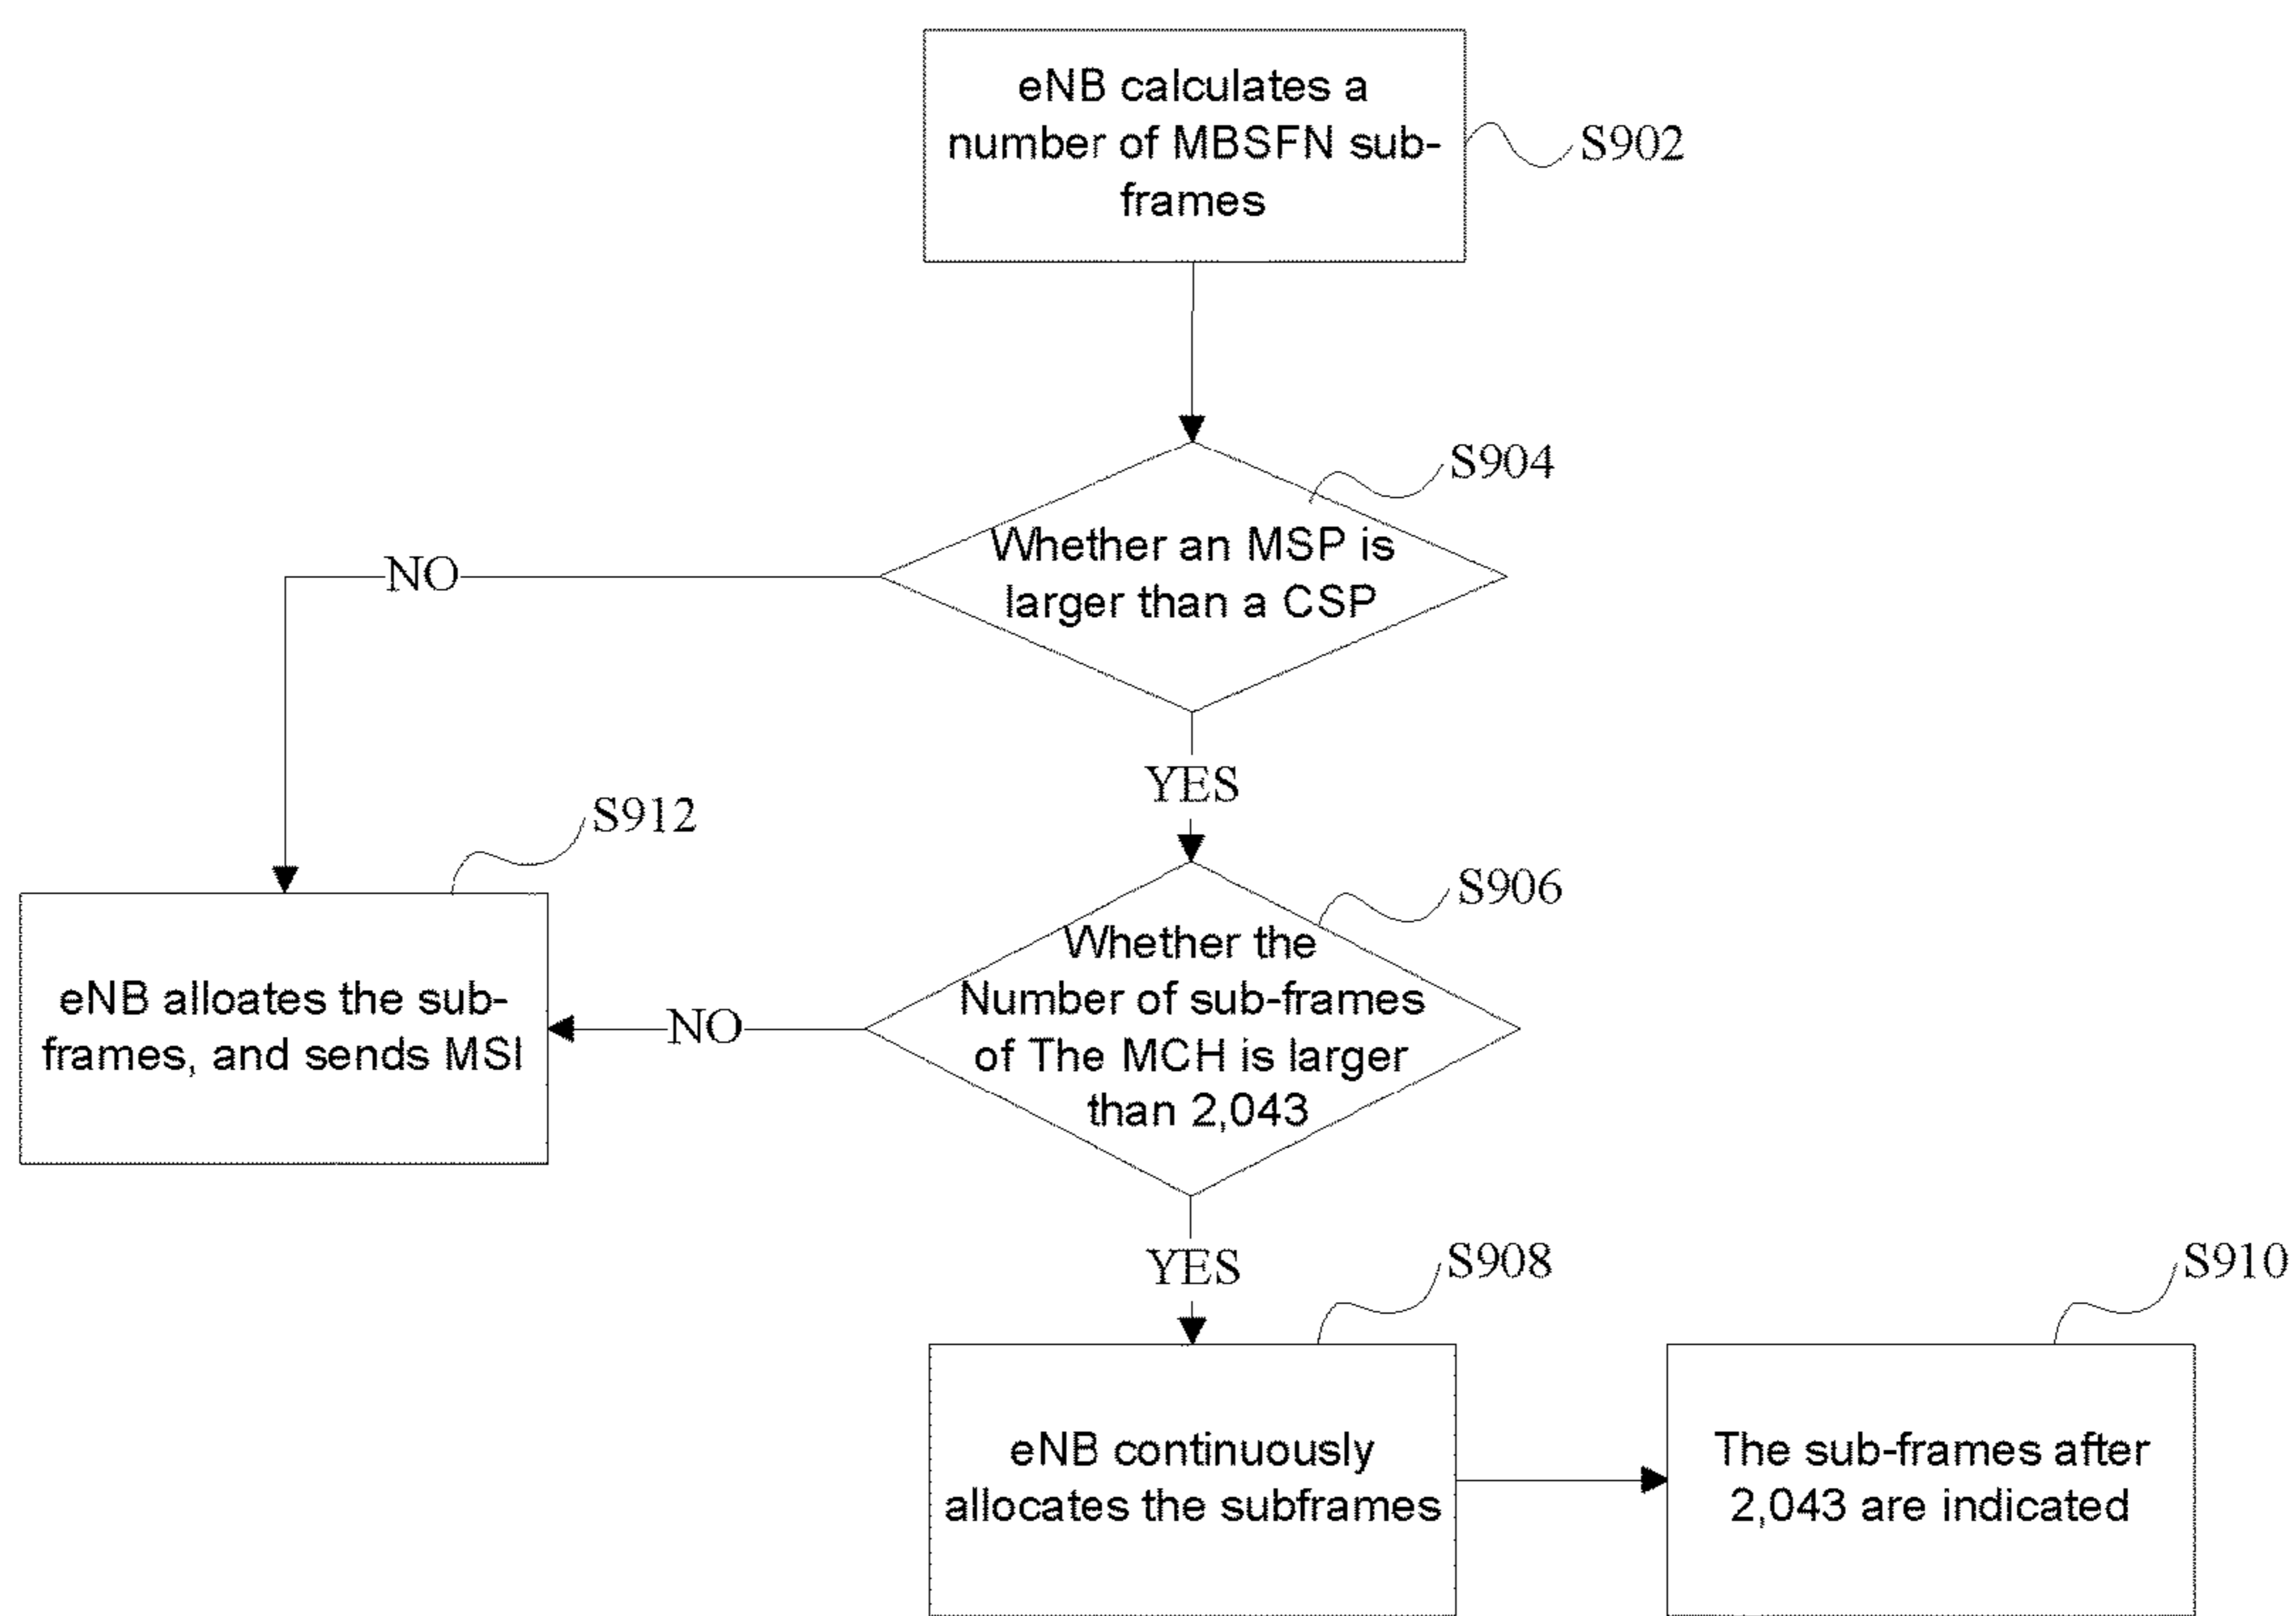 eNB calculates a
number of MBSFN sub-
frames
S902
S904
Whether an MSP is
larger than a CSP
NO
YES
S912
S906
eNB alloates the sub-
frames, and sends MSI
NO
Whether the
Number of sub-frames
of The MCH is larger
than 2,043
YES
S908
S910
eNB continuously
allocates the subframes
The sub-frames after
2,043 are indicated